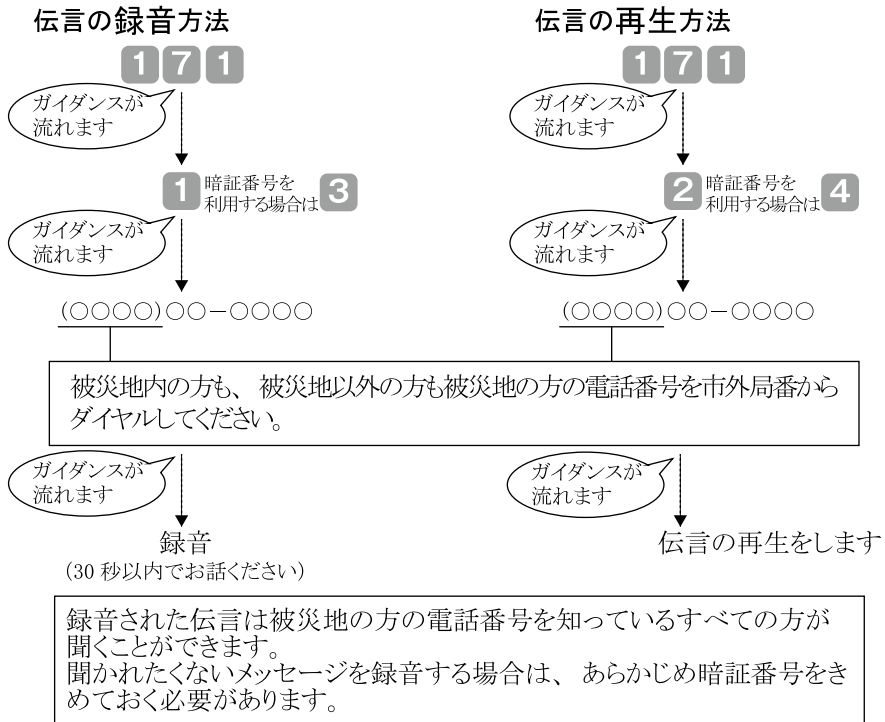 伝言の録音方法
171
ガイダンスが
流れます
1 暗証番号を
利用する場合は 3
ガイダンスが
流れます
(○○○○)○○－○○○○
伝言の再生方法
171
ガイダンスが
流れます
2 暗証番号を
利用する場合は 4
ガイダンスが
流れます
(○○○○)○○－○○○○
被災地内の方も、被災地以外の方も被災地の方の電話番号を市外局番から
ダイヤルしてください。
ガイダンスが
流れます
録音
（30 秒以内でお話ください）
ガイダンスが
流れます
伝言の再生をします
録音された伝言は被災地の方の電話番号を知っているすべての方が
聞くことができます。
聞かれたくないメッセージを録音する場合は、あらかじめ暗証番号をき
めておく必要があります。